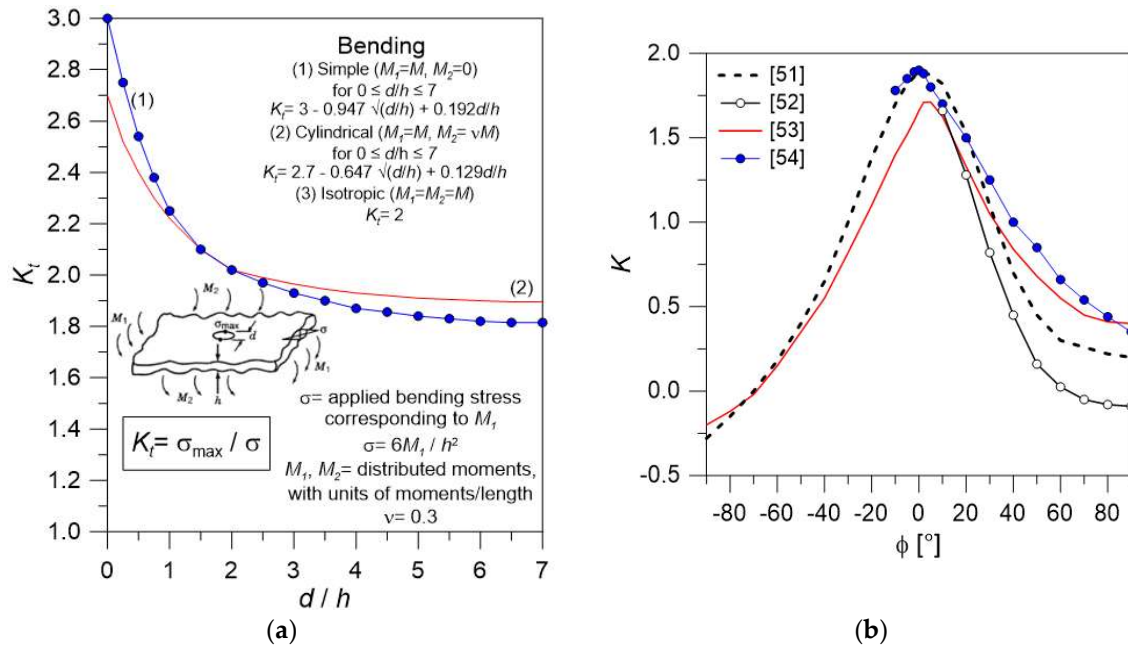 3.0
2.8
2.6
2.4
2.2
2.0
1.8
1.6
1.4
1.2
1.0
K_t
0 1 2 3 4 5 6 7
d / h
(1)
(2)
Bending
(1) Simple (M₁=M, M₂=0)
for 0 ≤ d/h ≤ 7
K_t= 3 - 0.947 √(d/h) + 0.192d/h
(2) Cylindrical (M₁=M, M₂= νM)
for 0 ≤ d/h ≤ 7
K_t= 2.7 - 0.647 √(d/h) + 0.129d/h
(3) Isotropic (M₁=M₂=M)
K_t= 2
M₂
M₁
σmax
d
σ
M₁
M₂
h
K_t= σmax / σ
σ= applied bending stress
corresponding to M₁
σ= 6M₁ / h²
M₁, M₂= distributed moments,
with units of moments/length
ν= 0.3
(a)
2.0
1.5
1.0
0.5
0.0
-0.5
K
[51]
[52]
[53]
[54]
-80 -60 -40 -20 0 20 40 60 80
ϕ [°]
(b)